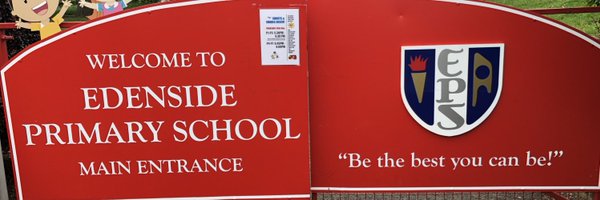 WELCOME TO
EDENSIDE
PRIMARY SCHOOL
MAIN ENTRANCE
EPS
"Be the best you can be!"